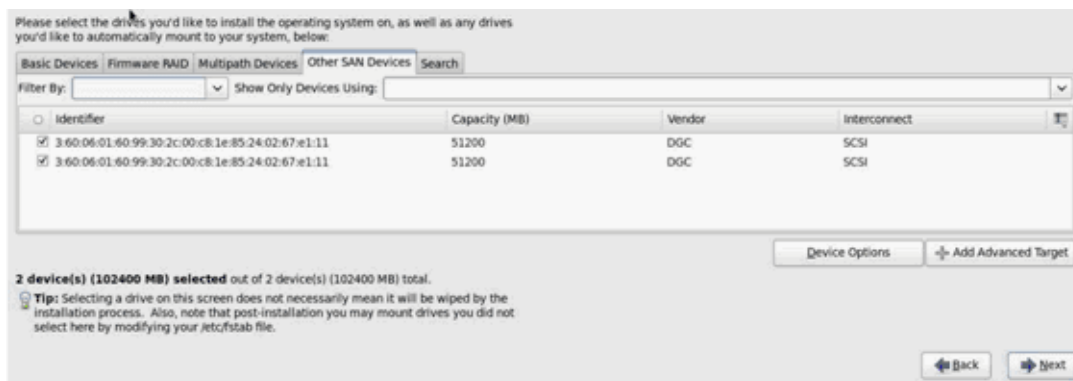 Please select the drives you'd like to install the operating system on, as well as any drives
you'd like to automatically mount to your system, below:
Basic Devices Firmware RAID Multipath Devices Other SAN Devices Search
Filter By: Show Only Devices Using:
Identifier Capacity (MB) Vendor Interconnect
3:60:06:01:60:99:30:2c:00:c8:1e:85:24:02:67:e1:11 51200 DGC SCSI
3:60:06:01:60:99:30:2c:00:c8:1e:85:24:02:67:e1:11 51200 DGC SCSI
Device Options Add Advanced Target
2 device(s) (102400 MB) selected out of 2 device(s) (102400 MB) total.
Tip: Selecting a drive on this screen does not necessarily mean it will be wiped by the
installation process. Also, note that post-installation you may mount drives you did not
select here by modifying your /etc/fstab file.
Back Next